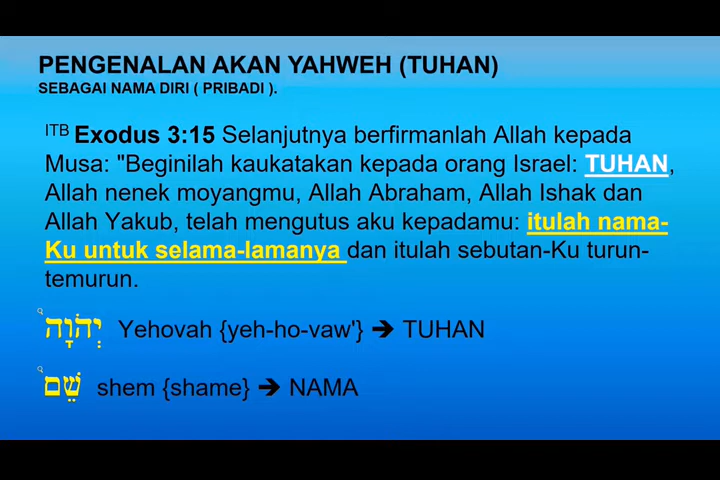 PENGENALAN AKAN YAHWEH (TUHAN)
SEBAGAI NAMA DIRI ( PRIBADI ).
ITB Exodus 3:15 Selanjutnya berfirmanlah Allah kepada
Musa: "Beginilah kaukatakan kepada orang Israel: TUHAN,
Allah nenek moyangmu, Allah Abraham, Allah Ishak dan
Allah Yakub, telah mengutus aku kepadamu: itulah nama-
Ku untuk selama-lamanya dan itulah sebutan-Ku turun-
temurun.
יְהֹוָה Yehovah {yeh-ho-vaw'} ➔ TUHAN
שֵׁם shem {shame} ➔ NAMA